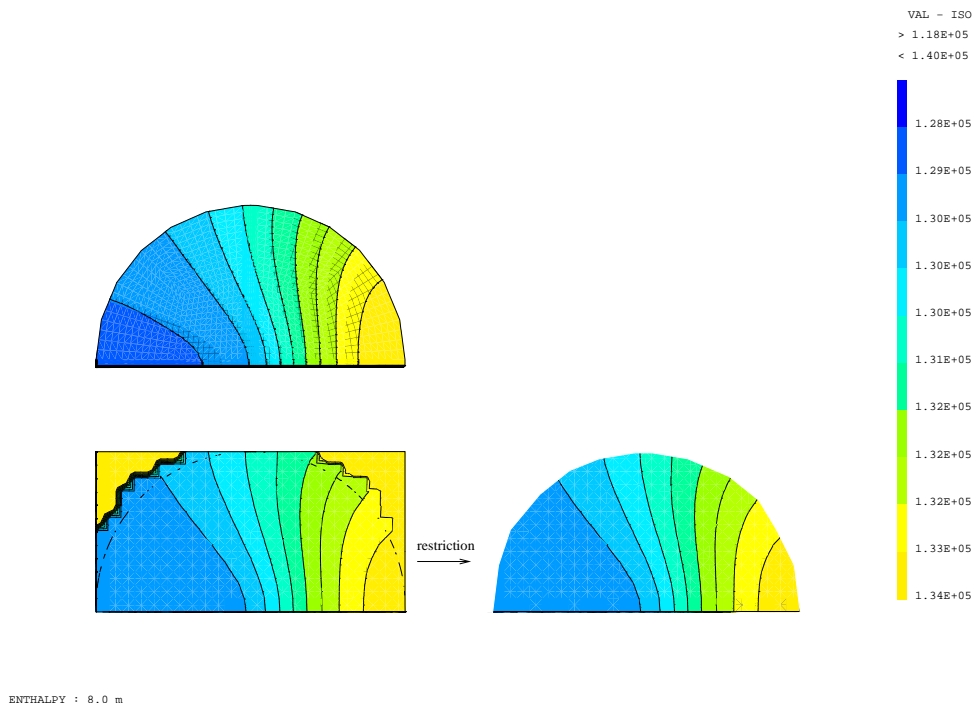 VAL - ISO
> 1.18E+05
< 1.40E+05
1.28E+05
1.29E+05
1.30E+05
1.30E+05
1.30E+05
1.31E+05
1.32E+05
1.32E+05
1.32E+05
1.33E+05
1.34E+05
restriction
ENTHALPY : 8.0 m